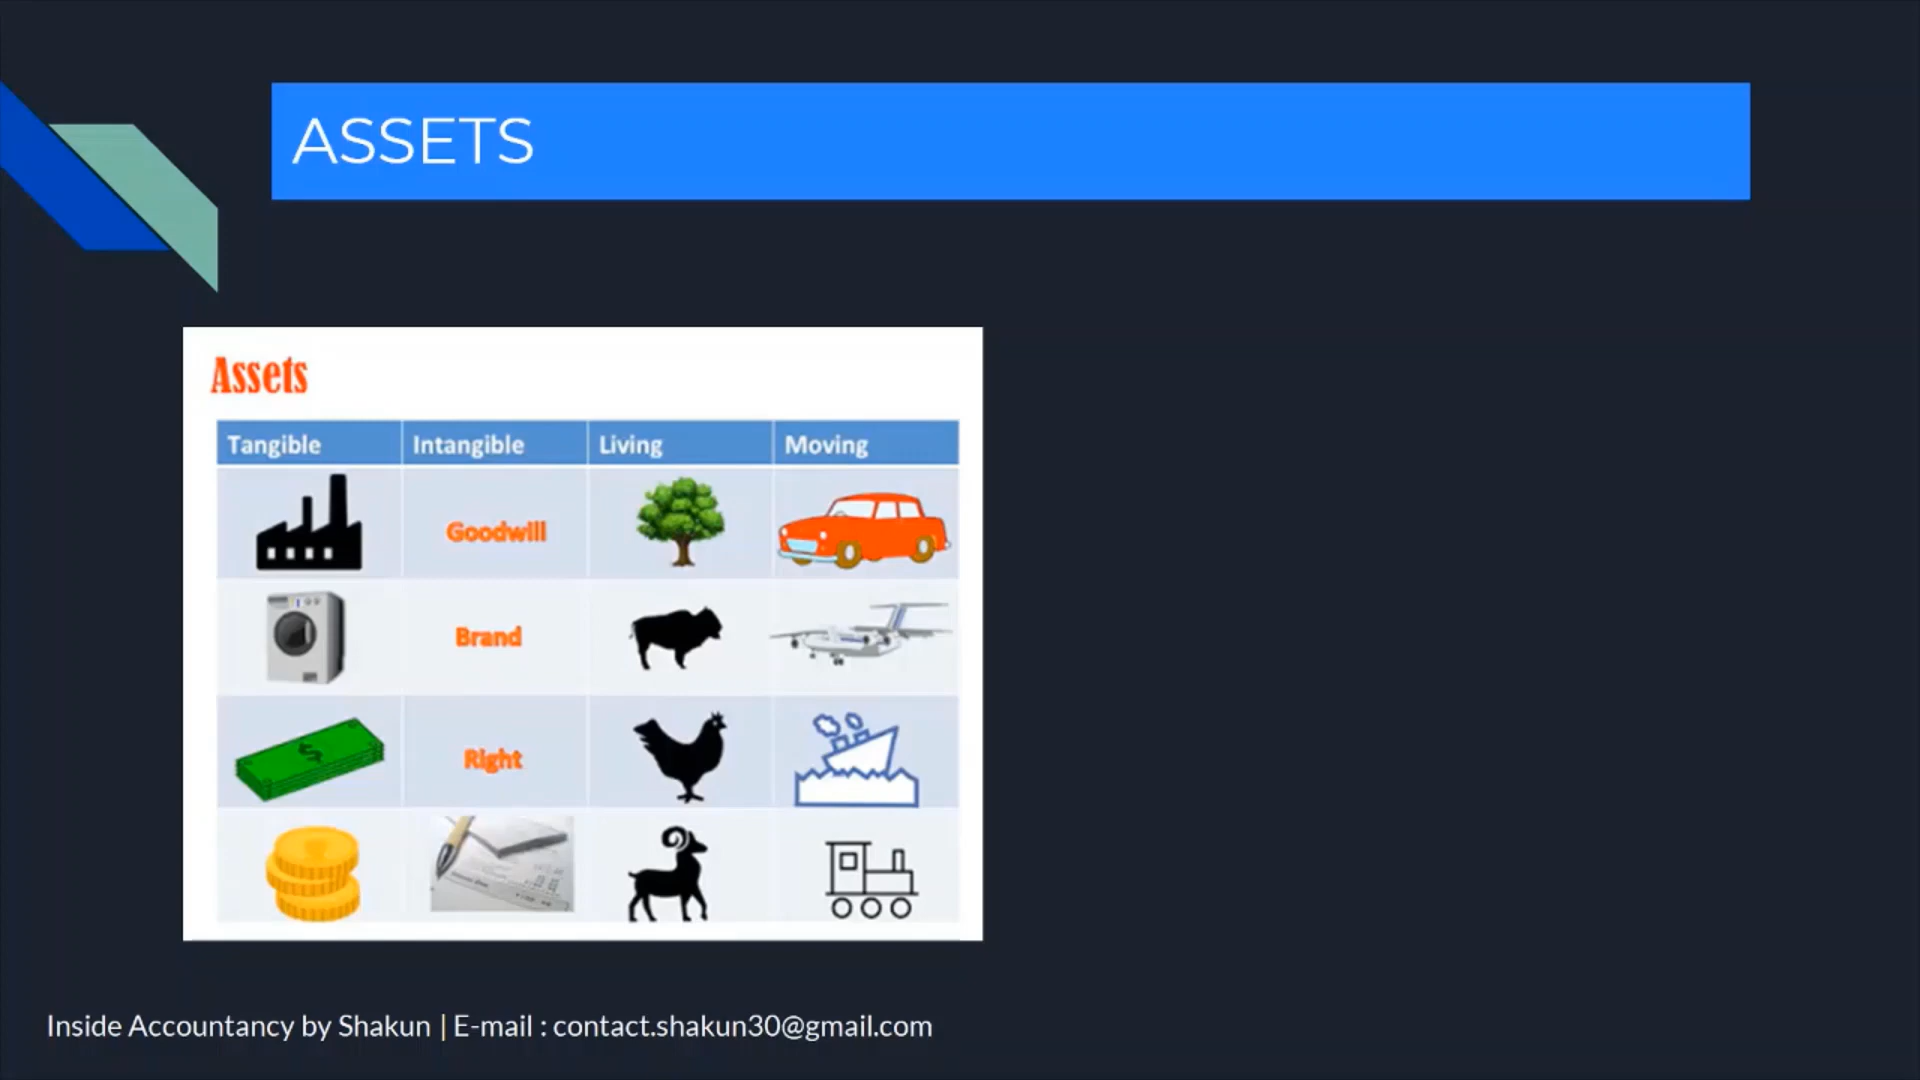 ASSETS
Assets
Tangible Intangible Living Moving
Goodwill
Brand
Right
$
Inside Accountancy by Shakun | E-mail : contact.shakun30@gmail.com